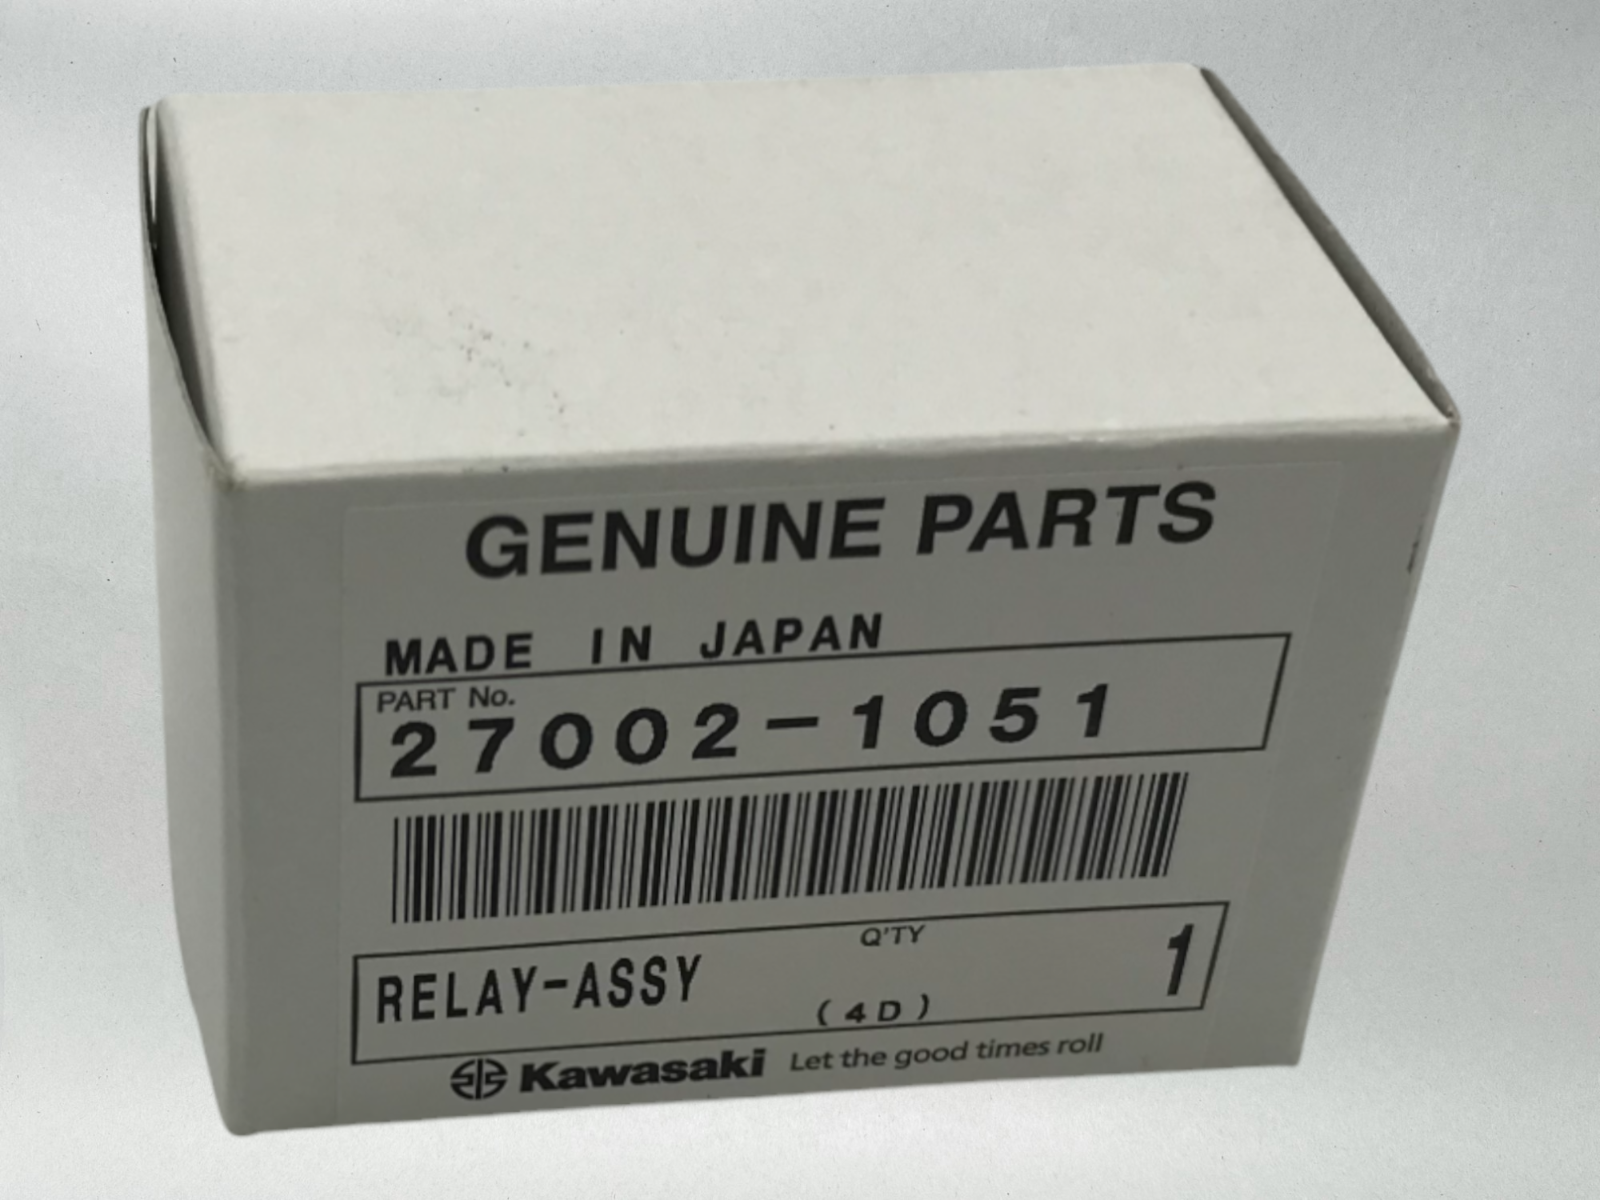 GENUINE PARTS
MADE IN JAPAN
PART No.
27002-1051
Q'TY
RELAY-ASSY 1
(4D)
Kawasaki Let the good times roll